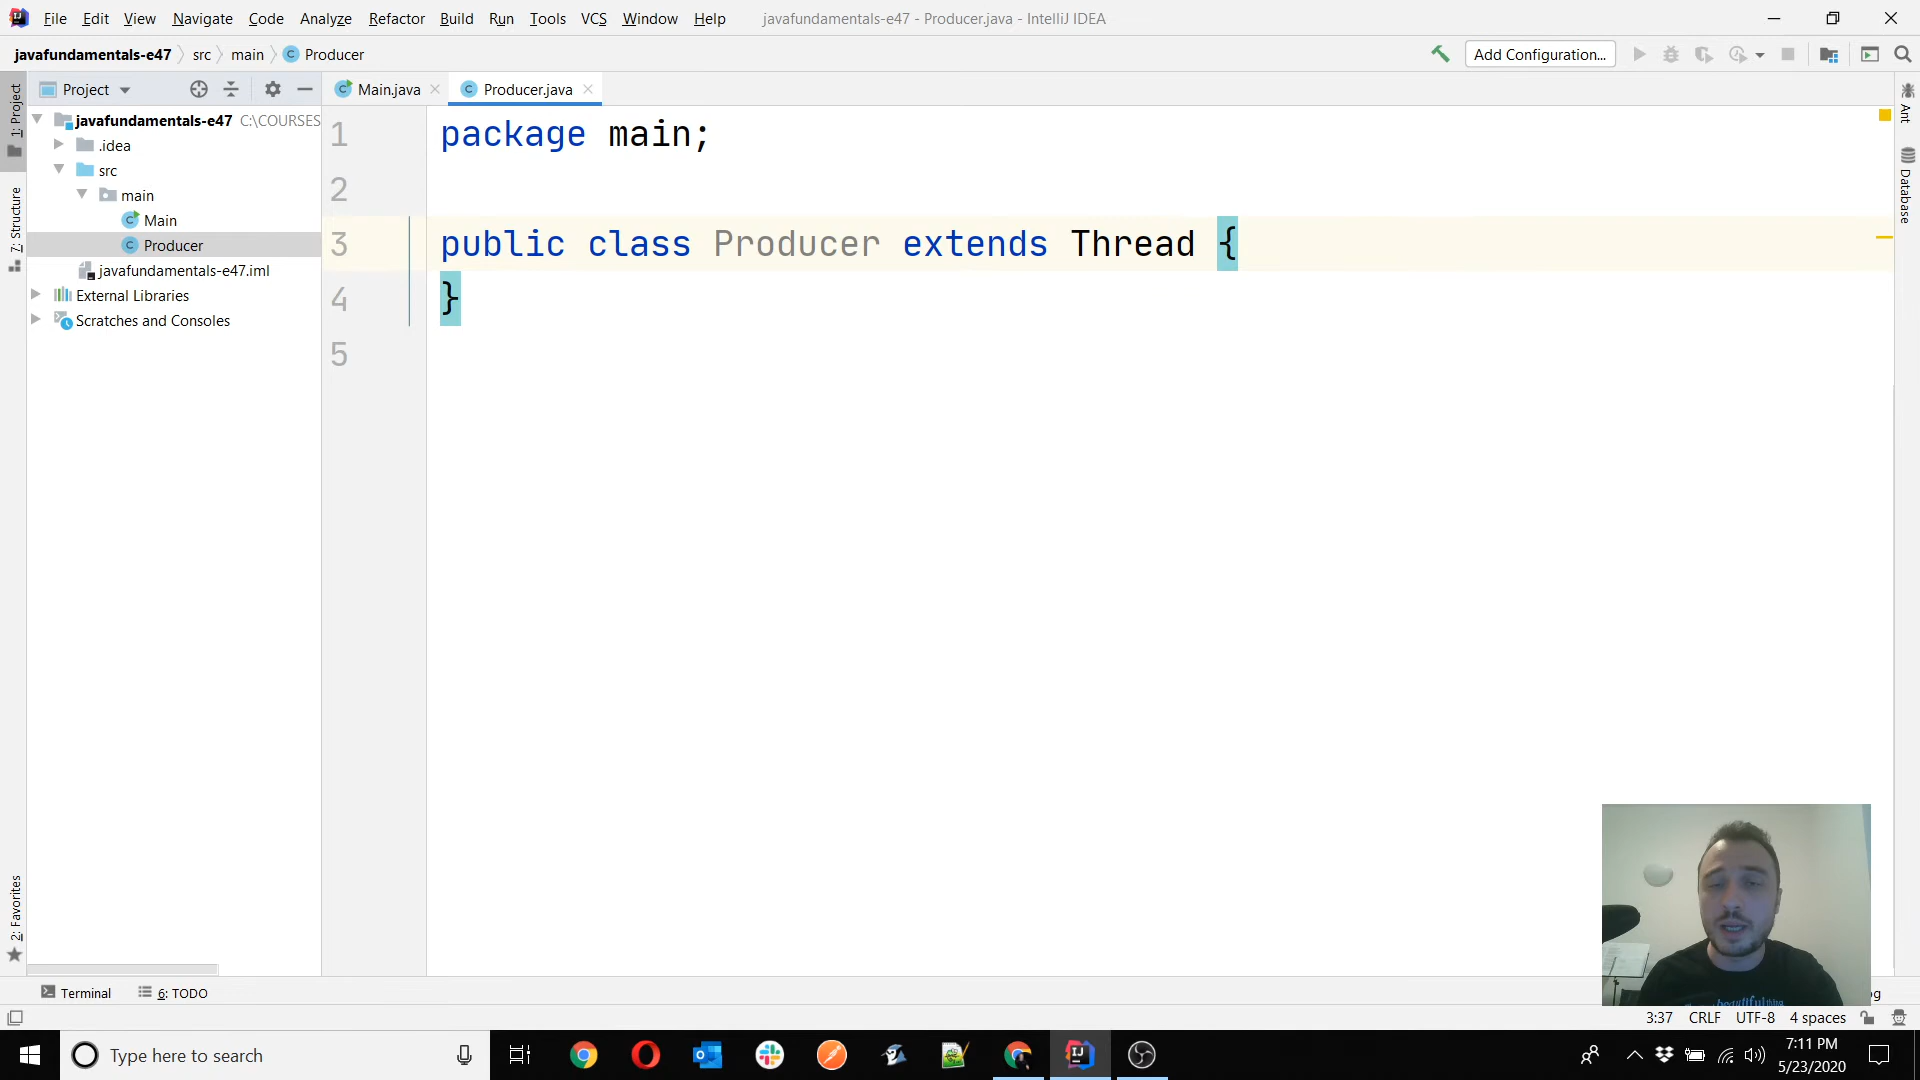 File Edit View Navigate Code Analyze Refactor Build Run Tools VCS Window Help javafundamentals-e47 - Producer.java - IntelliJ IDEA
javafundamentals-e47 src main Producer Add Configuration...
Project Main.java Producer.java
javafundamentals-e47 C:\COURSES
.idea
src
main
Main
Producer
javafundamentals-e47.iml
External Libraries
Scratches and Consoles
1: Project
7: Structure
2: Favorites
1 package main;
2
3 public class Producer extends Thread {
4 }
5
Ant
Database
Terminal 6: TODO
3:37 CRLF UTF-8 4 spaces
Type here to search
7:11 PM
5/23/2020